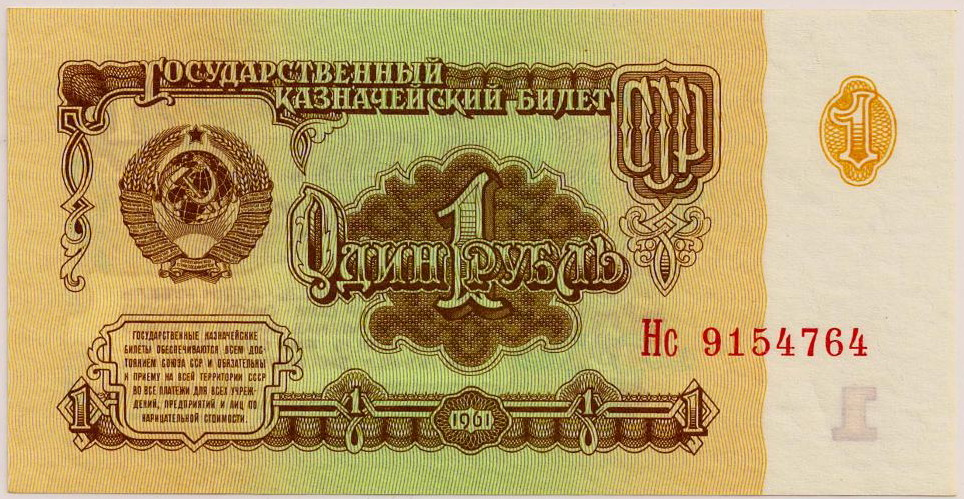 ГОСУДАРСТВЕННЫЙ
КАЗНАЧЕЙСКИЙ БИЛЕТ
СССР
1
1
ОДИН РУБЛЬ
Нс 9154764
ГОСУДАРСТВЕННЫЕ КАЗНАЧЕЙСКИЕ
БИЛЕТЫ ОБЕСПЕЧИВАЮТСЯ ВСЕМ ДОС-
ТОЯНИЕМ СОЮЗА ССР И ОБЯЗАТЕЛЬНЫ
К ПРИЕМУ НА ВСЕЙ ТЕРРИТОРИИ СССР
ВО ВСЕ ПЛАТЕЖИ ДЛЯ ВСЕХ УЧРЕЖ-
ДЕНИЙ, ПРЕДПРИЯТИЙ И ЛИЦ ПО
НАРИЦАТЕЛЬНОЙ СТОИМОСТИ.
1
1
1961
1
1
1